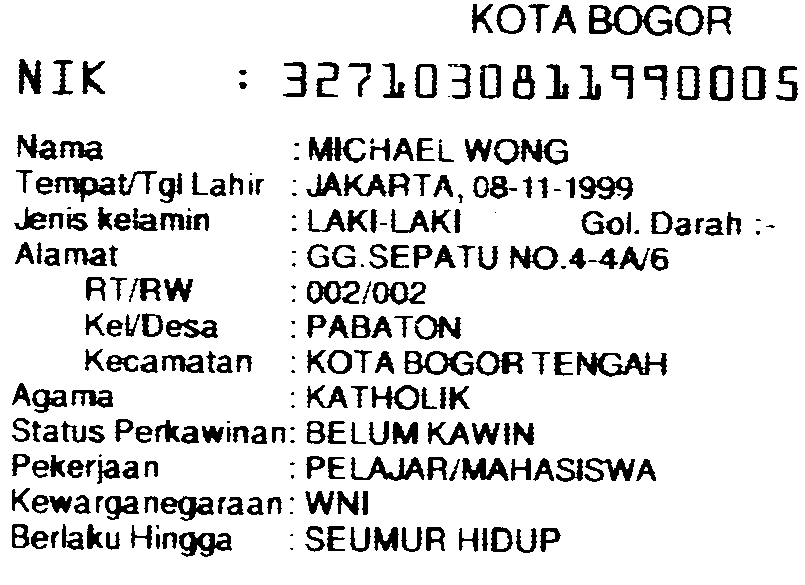 KOTA BOGOR
NIK : 3271030811990005
Nama : MICHAEL WONG
Tempat/Tgl Lahir : JAKARTA, 08-11-1999
Jenis kelamin : LAKI-LAKI Gol. Darah :-
Alamat : GG.SEPATU NO.4-4A/6
RT/RW : 002/002
Kel/Desa : PABATON
Kecamatan : KOTA BOGOR TENGAH
Agama : KATHOLIK
Status Perkawinan: BELUM KAWIN
Pekerjaan : PELAJAR/MAHASISWA
Kewarganegaraan: WNI
Berlaku Hingga : SEUMUR HIDUP